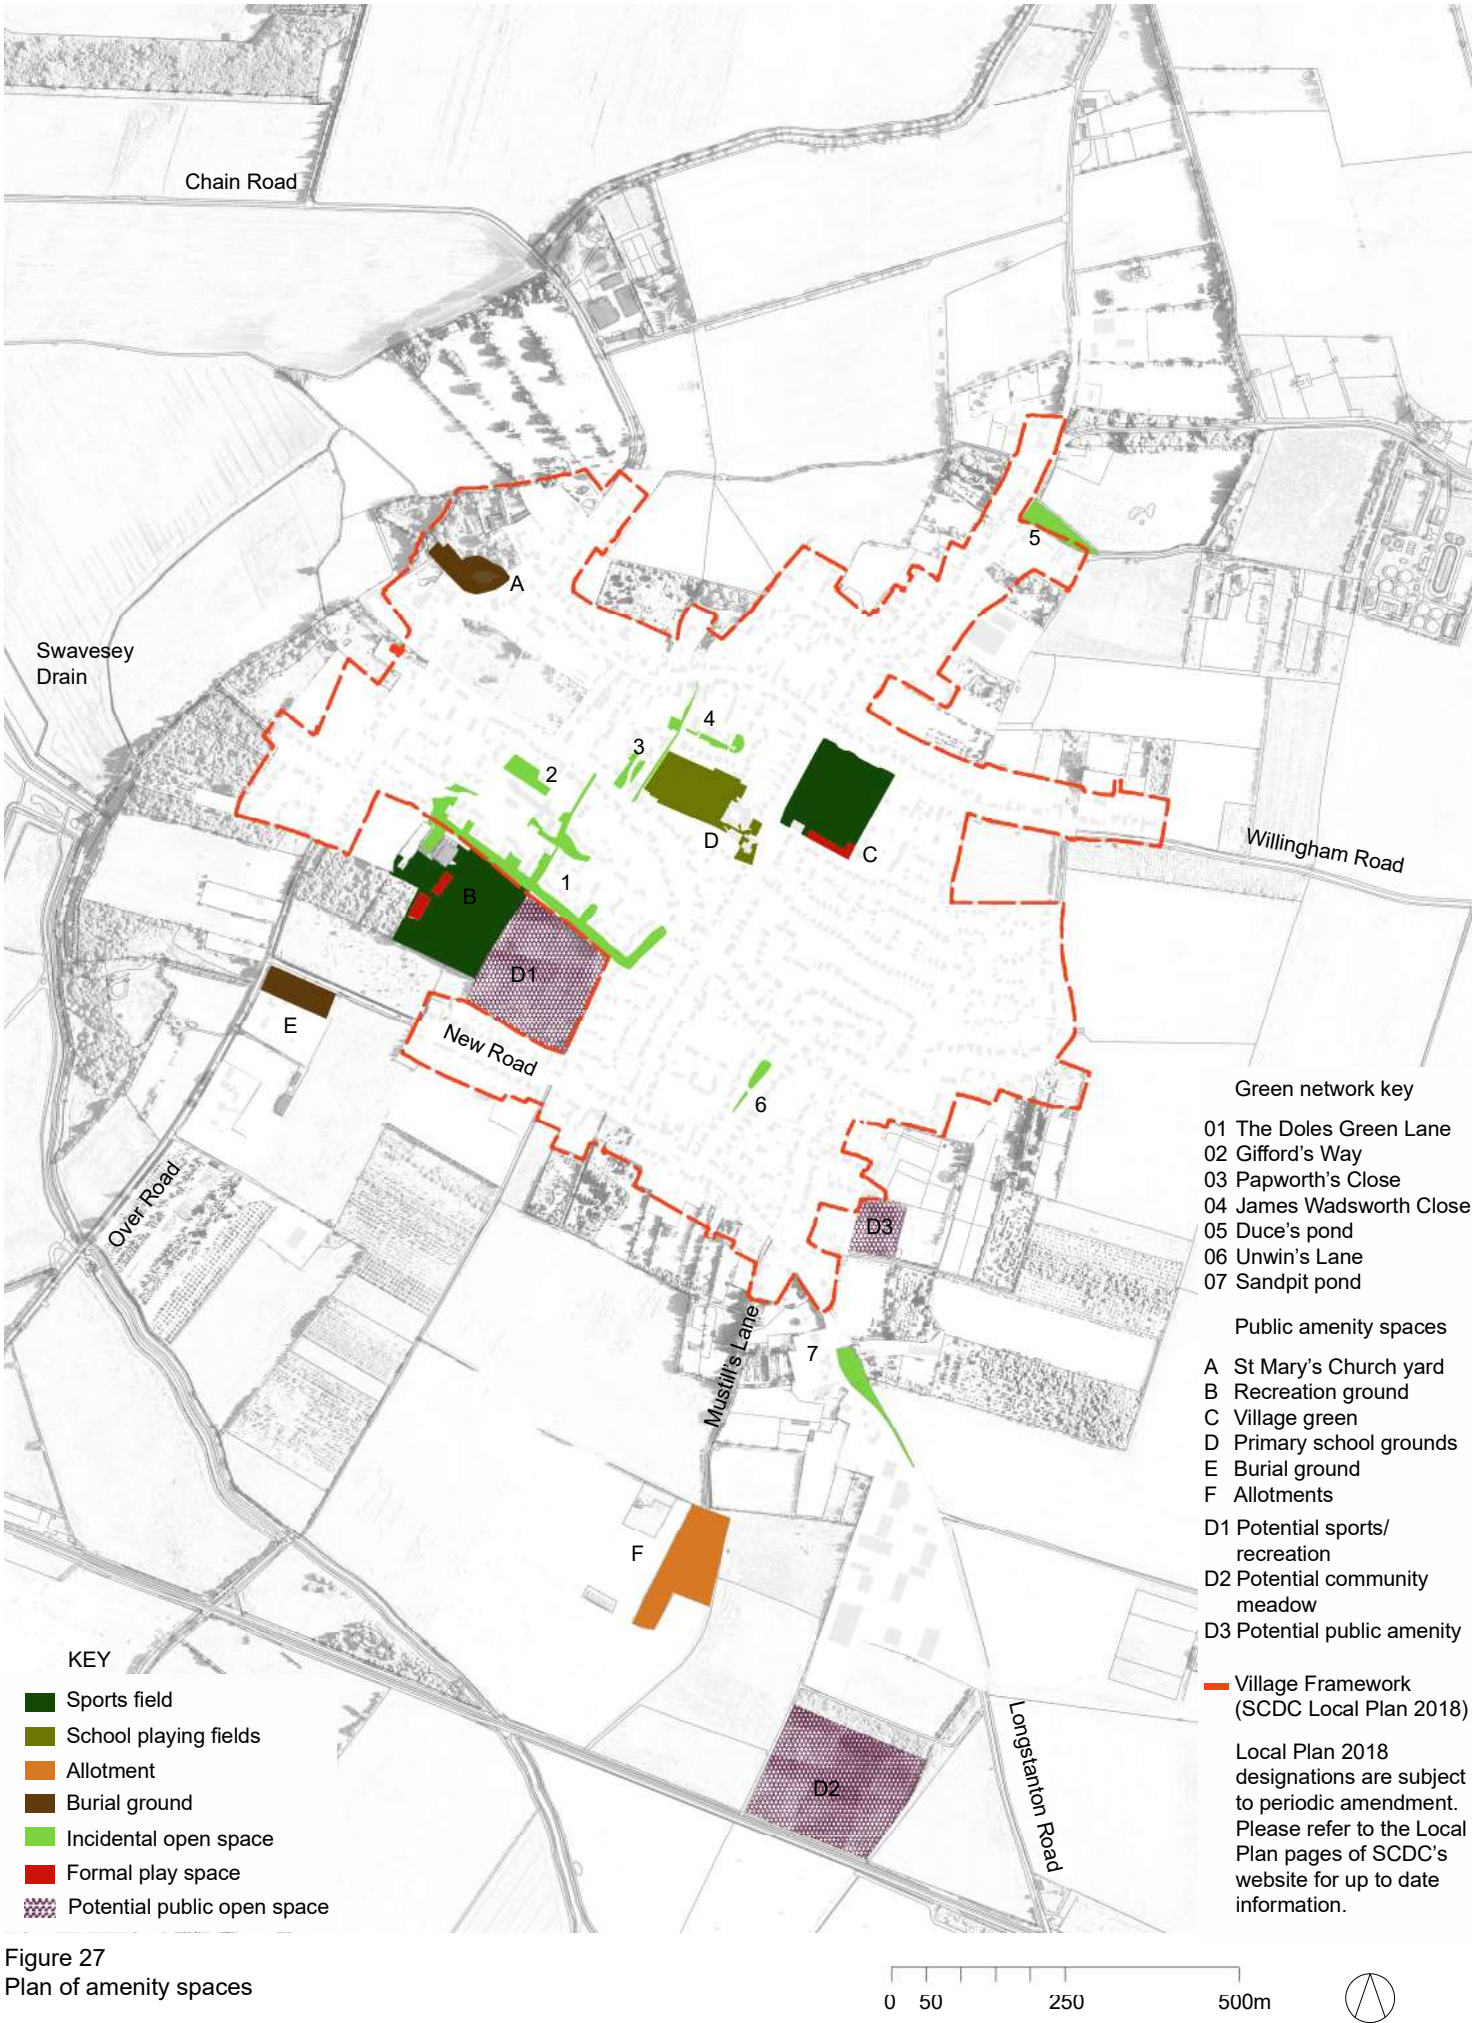 Chain Road
5
A
Swavesey
Drain
4
3
2
D
C
Willingham Road
1
B
D1
E
New Road
6
Over Road
D3
Mustill's Lane
7
F
D2
Longstanton Road
Green network key
01 The Doles Green Lane
02 Gifford's Way
03 Papworth's Close
04 James Wadsworth Close
05 Duce's pond
06 Unwin's Lane
07 Sandpit pond
Public amenity spaces
A St Mary's Church yard
B Recreation ground
C Village green
D Primary school grounds
E Burial ground
F Allotments
D1 Potential sports/
recreation
D2 Potential community
meadow
D3 Potential public amenity
Village Framework
(SCDC Local Plan 2018)
Local Plan 2018
designations are subject
to periodic amendment.
Please refer to the Local
Plan pages of SCDC's
website for up to date
information.
KEY
Sports field
School playing fields
Allotment
Burial ground
Incidental open space
Formal play space
Potential public open space
Figure 27
Plan of amenity spaces
0 50 250 500m